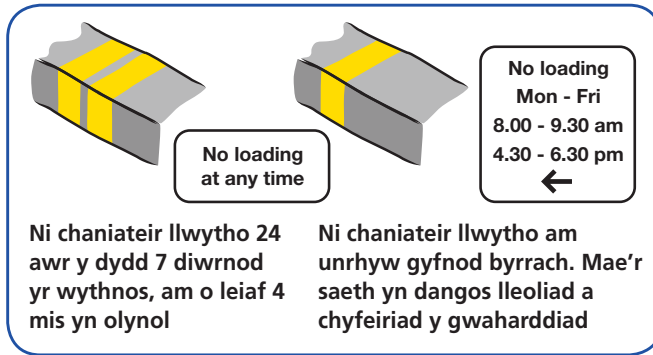 No loading
at any time
No loading
Mon - Fri
8.00 - 9.30 am
4.30 - 6.30 pm
←
Ni chaniateir llwytho 24
awr y dydd 7 diwrnod
yr wythnos, am o leiaf 4
mis yn olynol
Ni chaniateir llwytho am
unrhyw gyfnod byrrach. Mae'r
saeth yn dangos lleoliad a
chyfeiriad y gwaharddiad